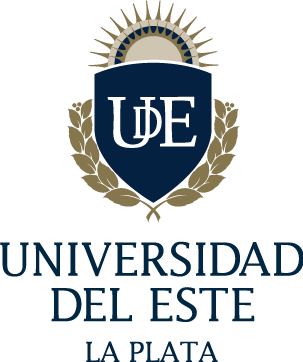 UDE
UNIVERSIDAD
DEL ESTE
LA PLATA